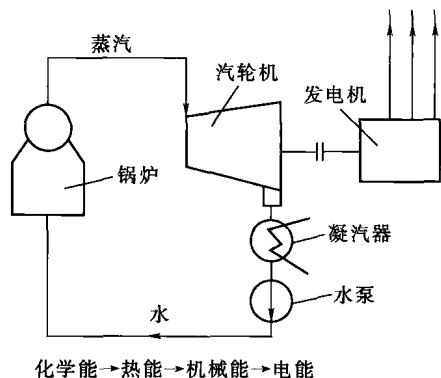 蒸汽
汽轮机
发电机
锅炉
凝汽器
水泵
水
化学能→热能→机械能→电能